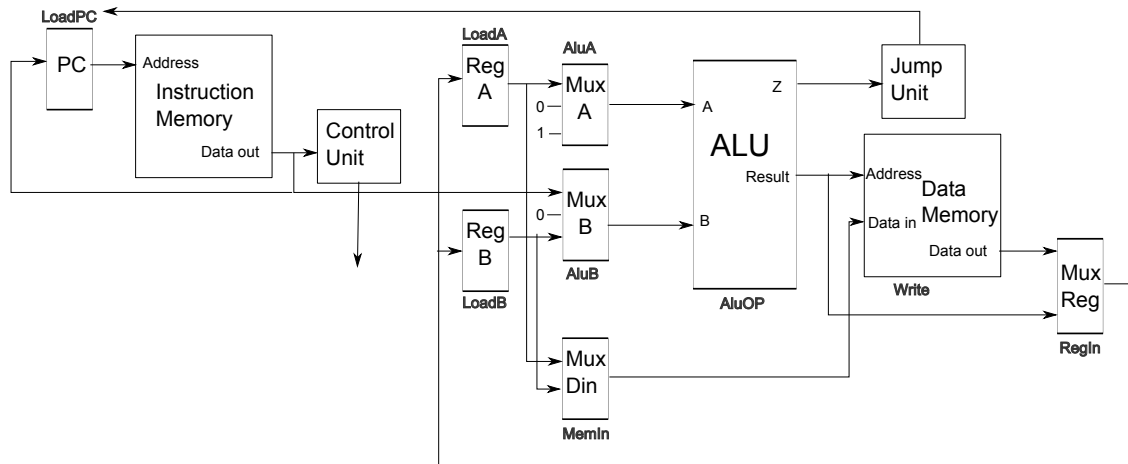 LoadPC
PC
Address
Instruction
Memory
Data out
Control
Unit
LoadA
Reg
A
AluA
Mux
A
0
1
Reg
B
LoadB
Mux
B
0
AluB
Mux
Din
MemIn
A
Z
ALU
Result
B
AluOP
Jump
Unit
Address
Data
Memory
Data in
Data out
Write
Mux
Reg
RegIn